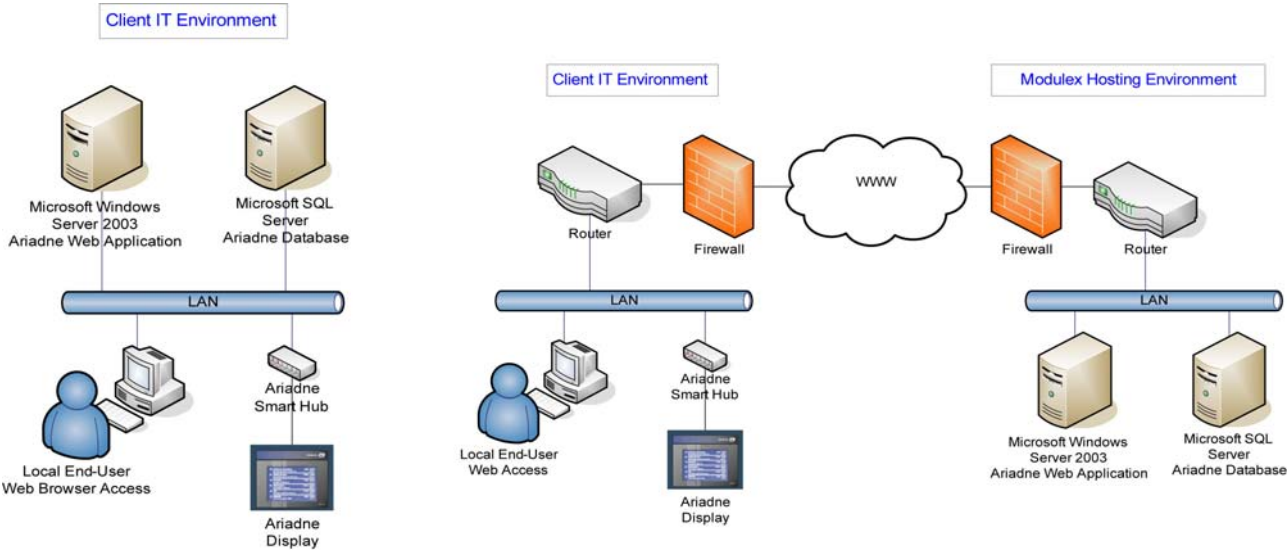 Client IT Environment
Microsoft Windows
Server 2003
Ariadne Web Application
Microsoft SQL
Server
Ariadne Database
LAN
Local End-User
Web Browser Access
Ariadne
Smart Hub
Ariadne
Display
Client IT Environment
Router
Firewall
WWW
LAN
Local End-User
Web Access
Ariadne
Smart Hub
Ariadne
Display
Modulex Hosting Environment
Firewall
Router
LAN
Microsoft Windows
Server 2003
Ariadne Web Application
Microsoft SQL
Server
Ariadne Database